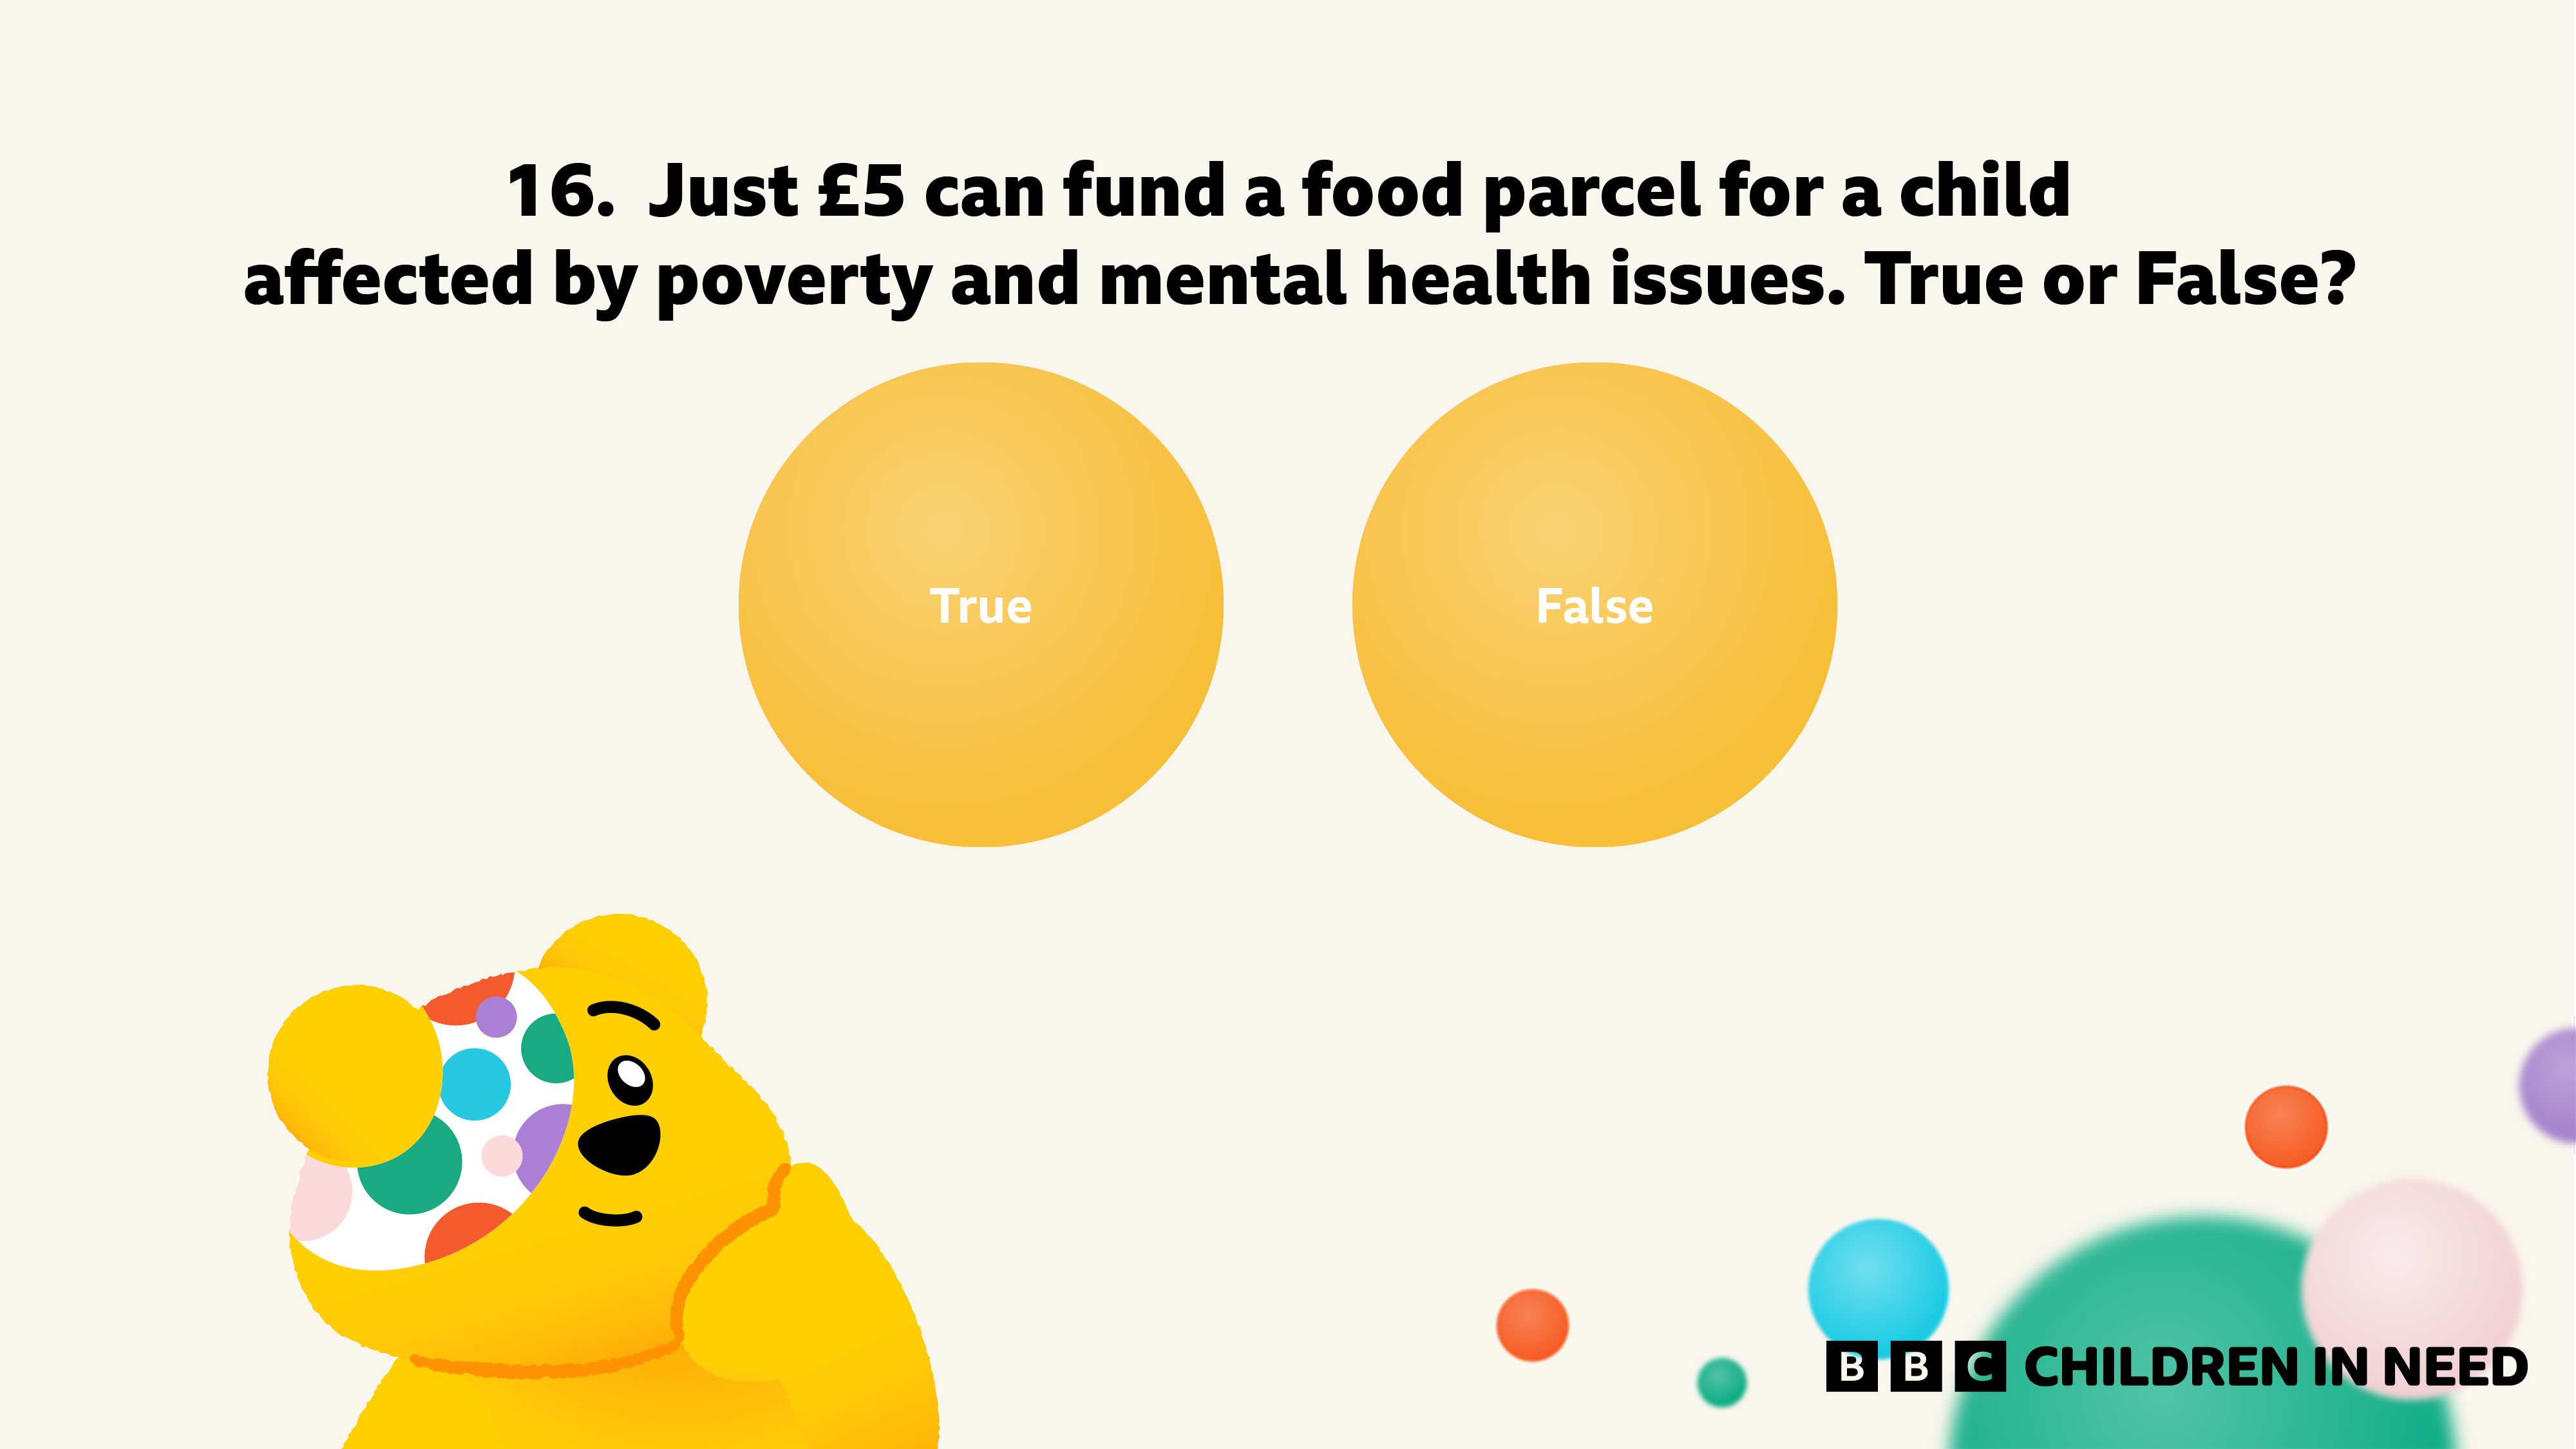 16. Just £5 can fund a food parcel for a child
affected by poverty and mental health issues. True or False?
True
False
BBC CHILDREN IN NEED